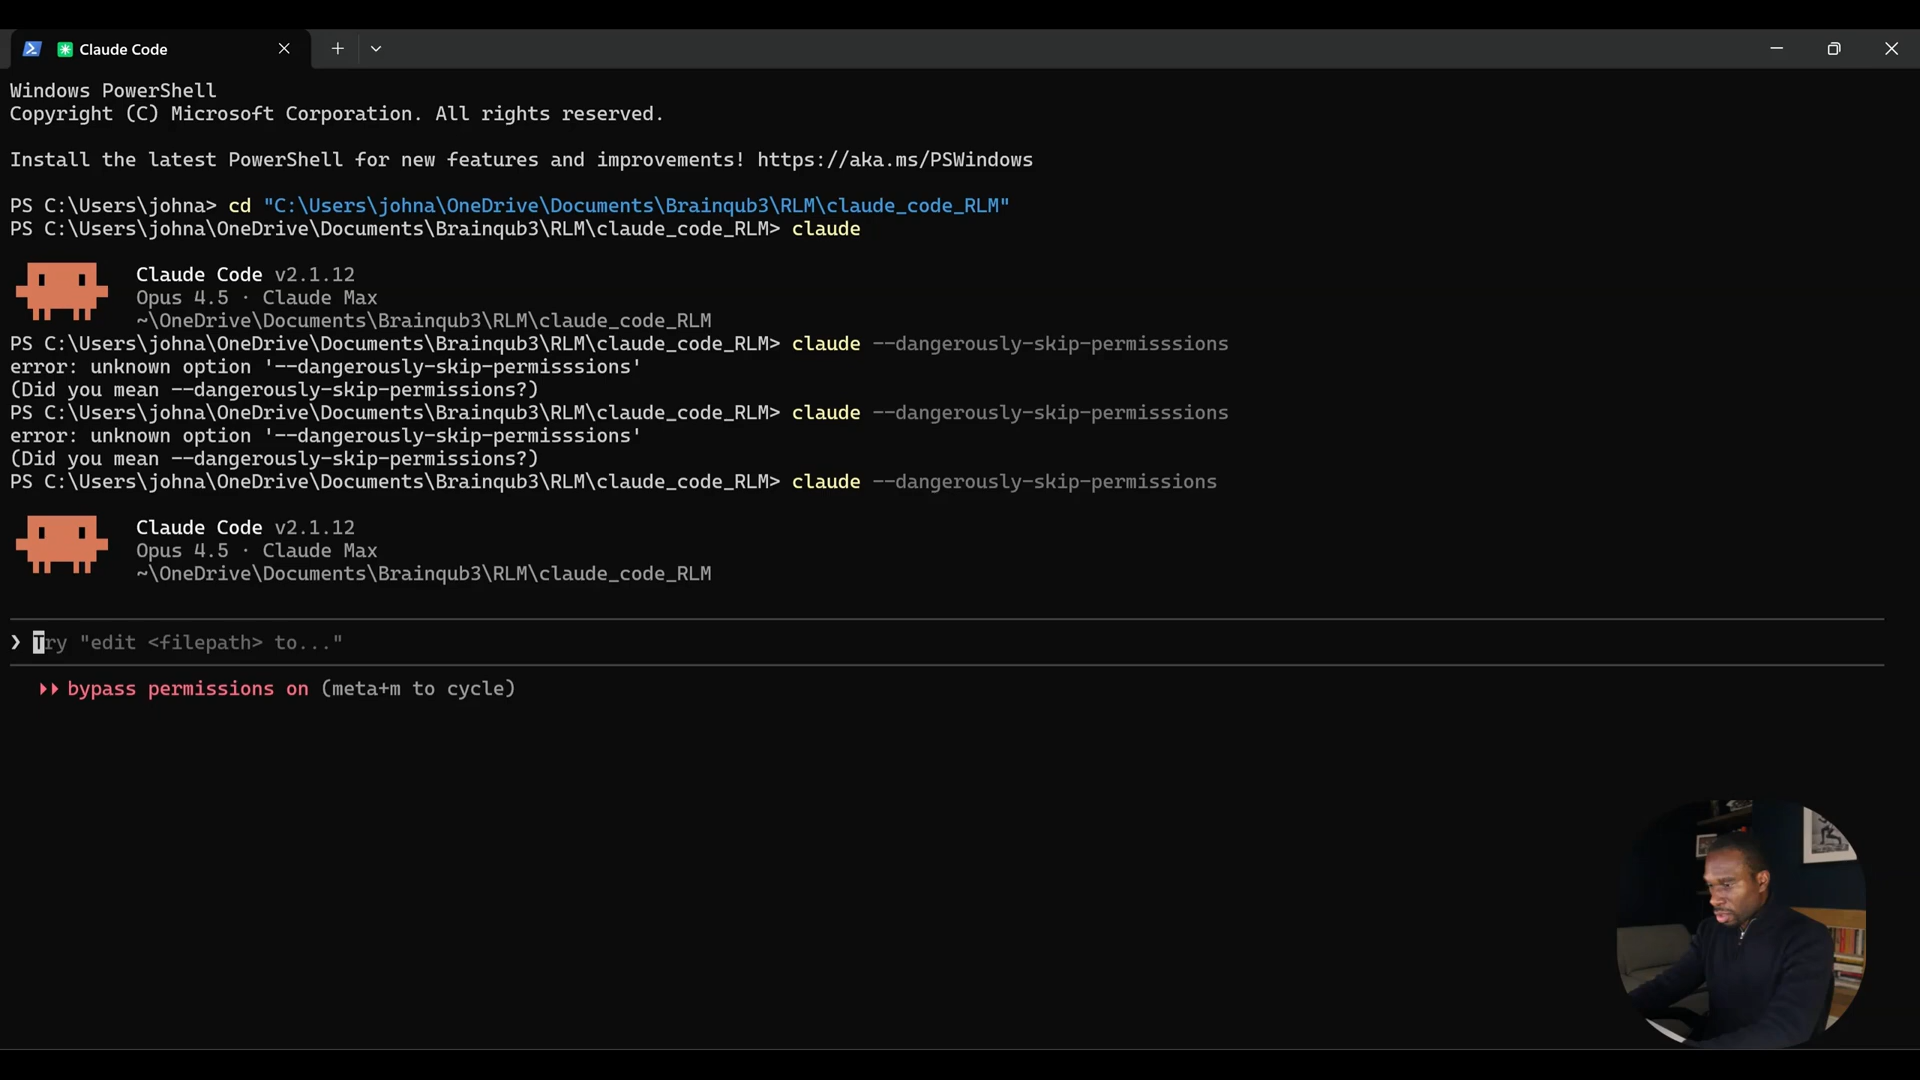 Claude Code
Windows PowerShell
Copyright (C) Microsoft Corporation. All rights reserved.
Install the latest PowerShell for new features and improvements! https://aka.ms/PSWindows
PS C:\Users\johna> cd "C:\Users\johna\OneDrive\Documents\Brainqub3\RLM\claude_code_RLM"
PS C:\Users\johna\OneDrive\Documents\Brainqub3\RLM\claude_code_RLM> claude
Claude Code v2.1.12
Opus 4.5 · Claude Max
~\OneDrive\Documents\Brainqub3\RLM\claude_code_RLM
PS C:\Users\johna\OneDrive\Documents\Brainqub3\RLM\claude_code_RLM> claude --dangerously-skip-permisssions
error: unknown option '--dangerously-skip-permisssions'
(Did you mean --dangerously-skip-permissions?)
PS C:\Users\johna\OneDrive\Documents\Brainqub3\RLM\claude_code_RLM> claude --dangerously-skip-permisssions
error: unknown option '--dangerously-skip-permisssions'
(Did you mean --dangerously-skip-permissions?)
PS C:\Users\johna\OneDrive\Documents\Brainqub3\RLM\claude_code_RLM> claude --dangerously-skip-permissions
Claude Code v2.1.12
Opus 4.5 · Claude Max
~\OneDrive\Documents\Brainqub3\RLM\claude_code_RLM
❯ Try "edit <filepath> to..."
⏵⏵ bypass permissions on (meta+m to cycle)